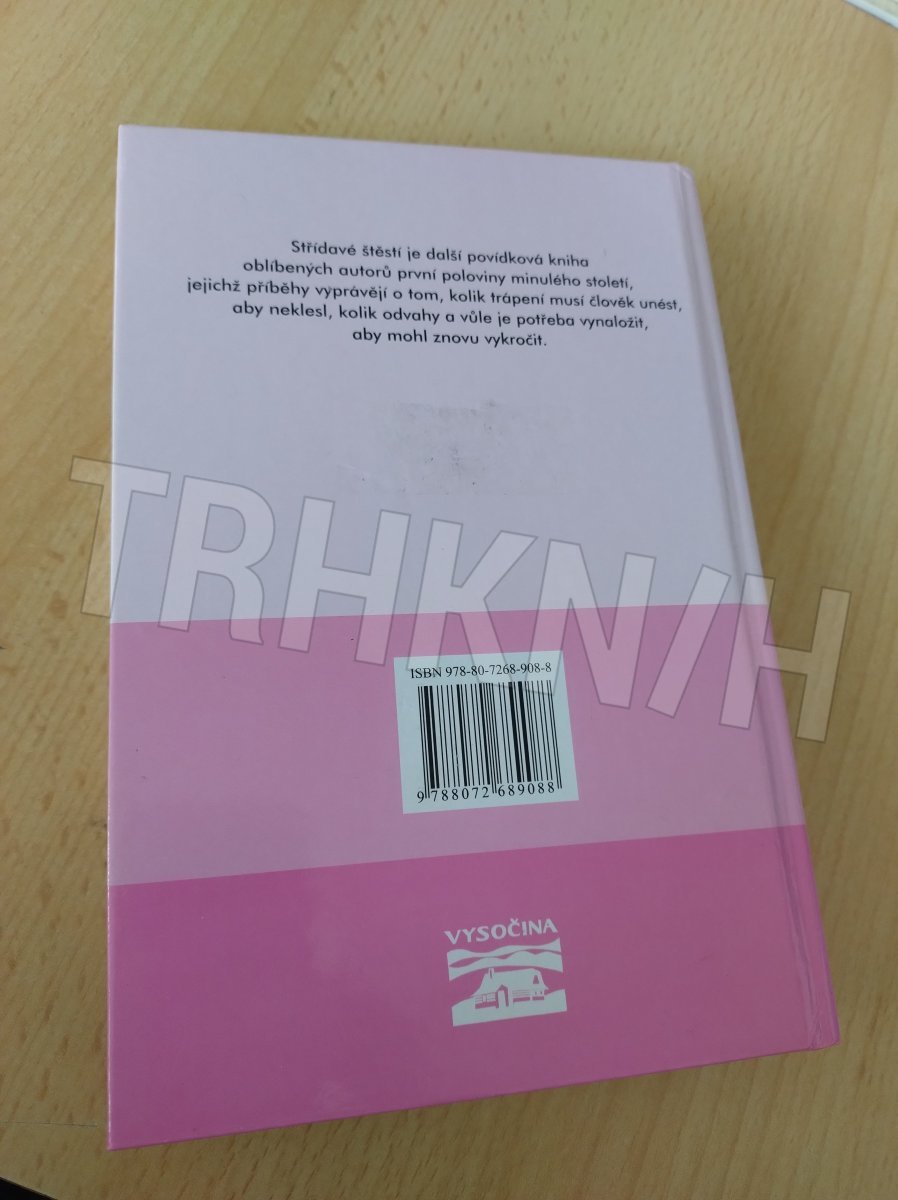 Střídavé štěstí je další povídková kniha
oblíbených autorů první poloviny minulého století,
jejichž příběhy vyprávějí o tom, kolik trápení musí člověk unést,
aby neklesl, kolik odvahy a vůle je potřeba vynaložit,
aby mohl znovu vykročit.
TRHKN/H
ISBN 978-80-7268-908-8
9 788072 689088
VYSOČINA